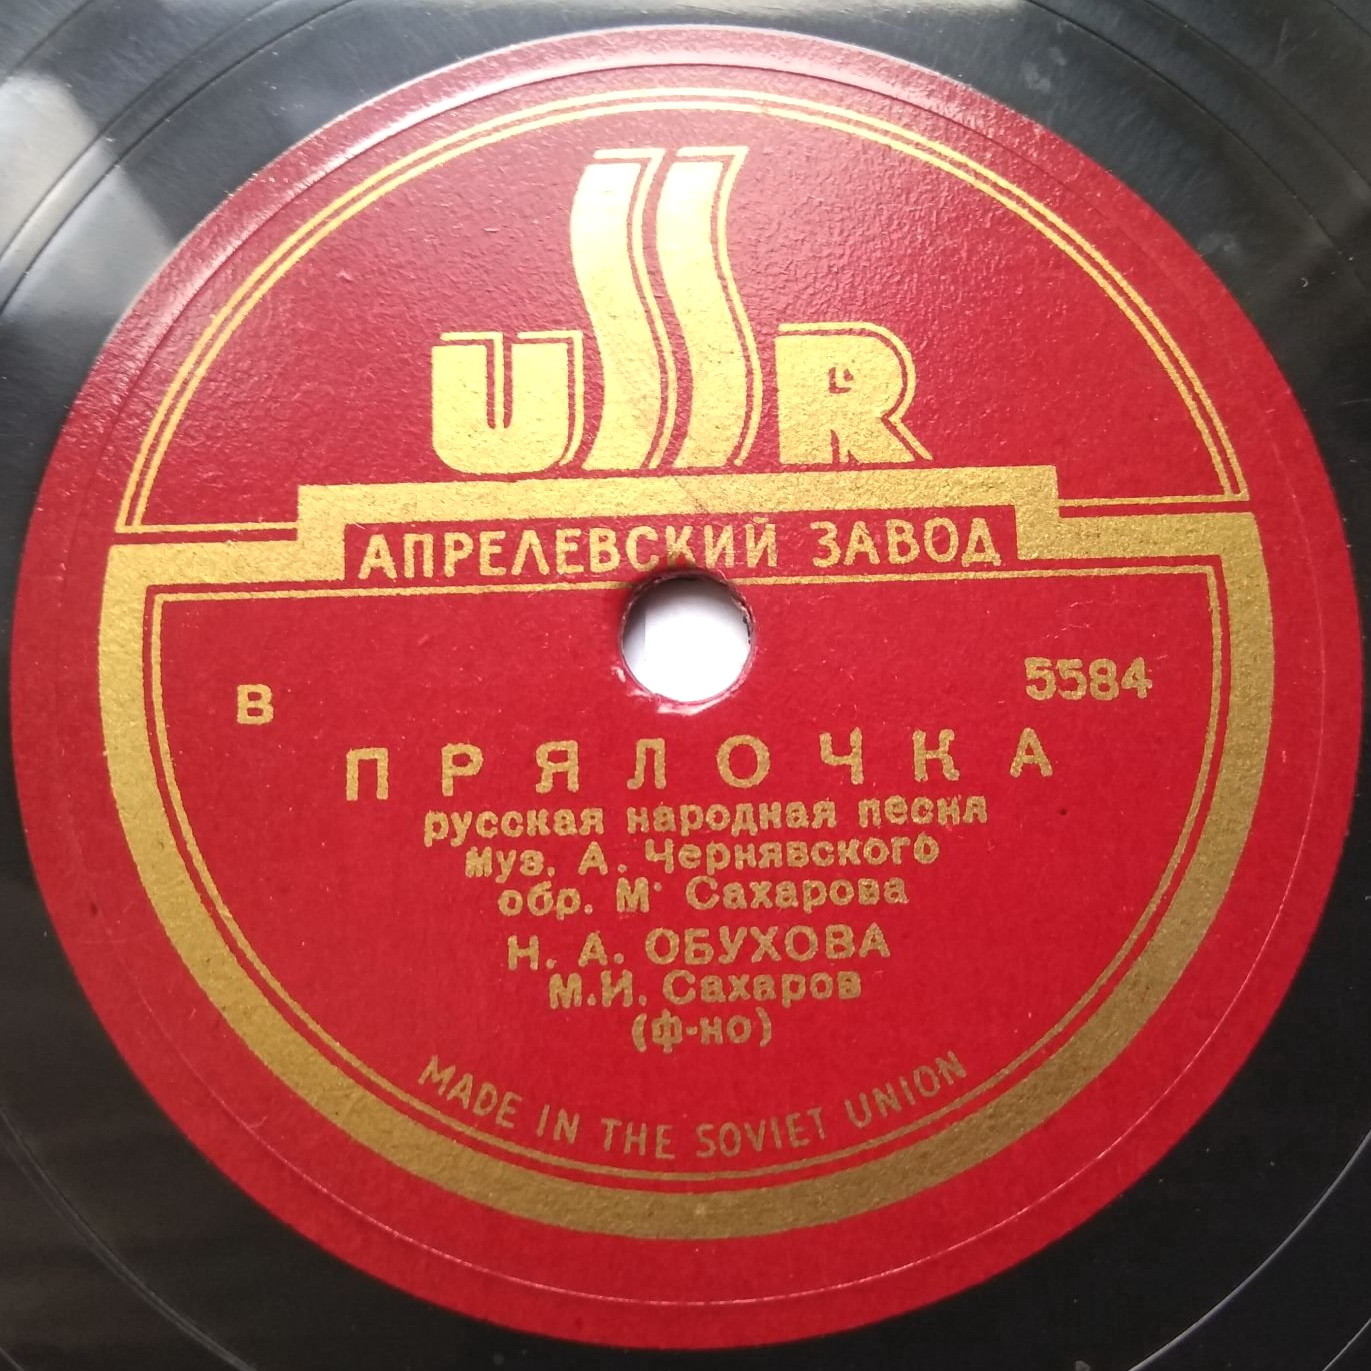 USSR
АПРЕЛЕВСКИЙ ЗАВОД
В 5584
ПРЯЛОЧКА
русская народная песня
муз. А. Чернявского
обр. М. Сахарова
Н. А. ОБУХОВА
М.И. Сахаров
(ф-но)
MADE IN THE SOVIET UNION